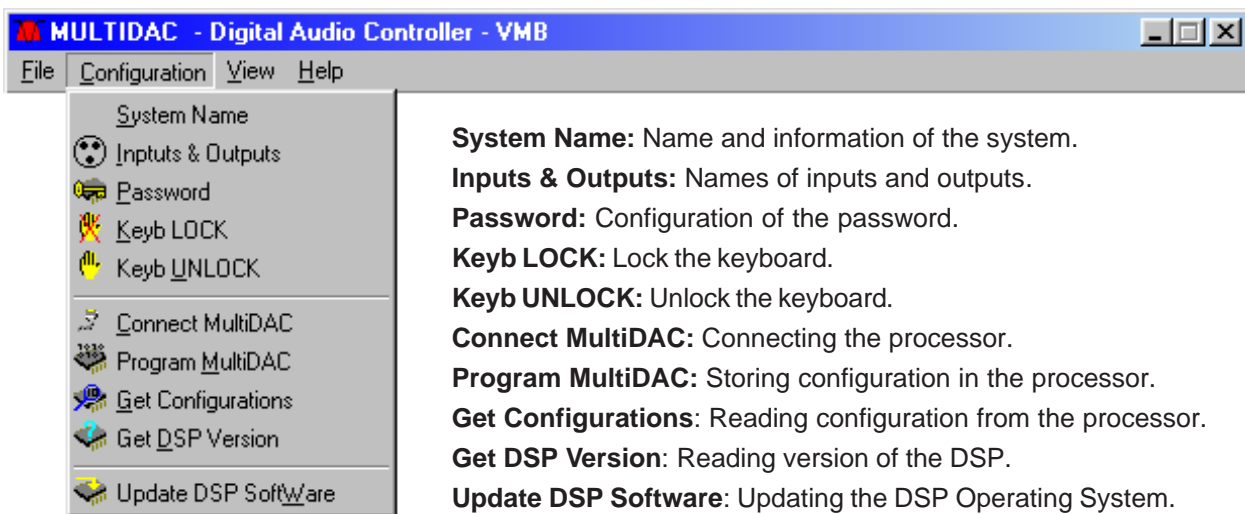 MULTIDAC - Digital Audio Controller - VMB
File Configuration View Help
System Name
Inptuts & Outputs
Password
Keyb LOCK
Keyb UNLOCK
Connect MultiDAC
Program MultiDAC
Get Configurations
Get DSP Version
Update DSP SoftWare
System Name: Name and information of the system.
Inputs & Outputs: Names of inputs and outputs.
Password: Configuration of the password.
Keyb LOCK: Lock the keyboard.
Keyb UNLOCK: Unlock the keyboard.
Connect MultiDAC: Connecting the processor.
Program MultiDAC: Storing configuration in the processor.
Get Configurations: Reading configuration from the processor.
Get DSP Version: Reading version of the DSP.
Update DSP Software: Updating the DSP Operating System.